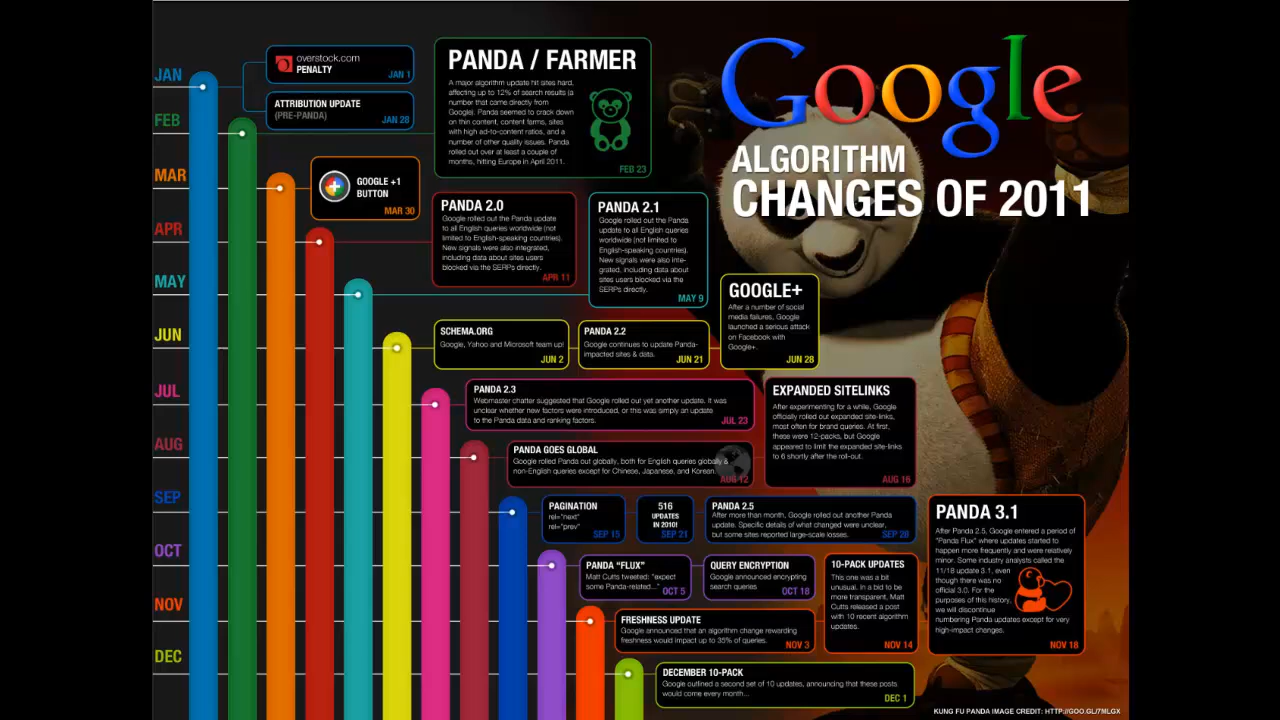 Google
ALGORITHM
CHANGES OF 2011
JAN
overstock.com
PENALTY
JAN 1
ATTRIBUTION UPDATE
(PRE-PANDA)
JAN 28
FEB
PANDA / FARMER
A major algorithm update hit sites hard,
affecting up to 12% of search results (a
number that came directly from
Google). Panda seemed to crack down
on thin content, content farms, sites
with high ad-to-content ratios, and a
number of other quality issues. Panda
rolled out over at least a couple of
months, hitting Europe in April 2011.
FEB 23
MAR
GOOGLE +1
BUTTON
MAR 30
APR
PANDA 2.0
Google rolled out the Panda update
to all English queries worldwide (not
limited to English-speaking countries).
New signals were also integrated,
including data about sites users
blocked via the SERPs directly.
APR 11
MAY
PANDA 2.1
Google rolled out the Panda
update to all English queries
worldwide (not limited to
English-speaking countries).
New signals were also inte-
grated, including data about
sites users blocked via the
SERPs directly.
MAY 9
JUN
SCHEMA.ORG
Google, Yahoo and Microsoft team up!
JUN 2
PANDA 2.2
Google continues to update Panda-
impacted sites & data.
JUN 21
GOOGLE+
After a number of social
media failures, Google
launched a serious attack
on Facebook with
Google+.
JUN 28
JUL
PANDA 2.3
Webmaster chatter suggested that Google rolled out yet another update. It was
unclear whether new factors were introduced, or this was simply an update
to the Panda data and ranking factors.
JUL 23
AUG
PANDA GOES GLOBAL
Google rolled Panda out globally, both for English queries globally &
non-English queries except for Chinese, Japanese, and Korean.
AUG 12
EXPANDED SITELINKS
After experimenting for a while, Google
officially rolled out expanded site-links,
most often for brand queries. At first,
these were 12-packs, but Google
appeared to limit the expanded site-links
to 6 shortly after the roll-out.
AUG 16
SEP
PAGINATION
rel="next"
rel="prev"
SEP 15
516
UPDATES
IN 2010!
SEP 21
PANDA 2.5
After more than month, Google rolled out another Panda
update. Specific details of what changed were unclear,
but some sites reported large-scale losses.
SEP 28
OCT
PANDA "FLUX"
Matt Cutts tweeted: "expect
some Panda-related..."
OCT 5
QUERY ENCRYPTION
Google announced encrypting
search queries
OCT 18
NOV
FRESHNESS UPDATE
Google announced that an algorithm change rewarding
freshness would impact up to 35% of queries.
NOV 3
10-PACK UPDATES
This one was a bit
unusual. In a bid to be
more transparent, Matt
Cutts released a post
with 10 recent algorithm
updates.
NOV 14
PANDA 3.1
After Panda 2.5, Google entered a period of
"Panda Flux" where updates started to
happen more frequently and were relatively
minor. Some industry analysts called the
11/18 update 3.1, even
though there was no
official 3.0. For the
purposes of this history,
we will discontinue
numbering Panda updates except for very
high-impact changes.
NOV 18
DEC
DECEMBER 10-PACK
Google outlined a second set of 10 updates, announcing that these posts
would come every month...
DEC 1
KUNG FU PANDA IMAGE CREDIT: HTTP://GOO.GL/7MLGX